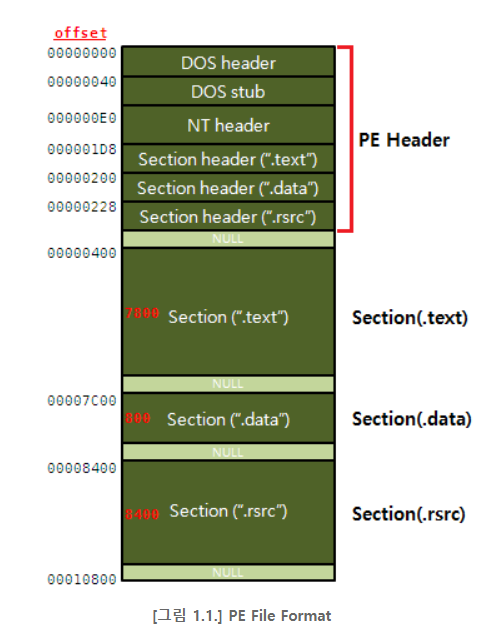 offset
00000000
DOS header
00000040
DOS stub
000000E0
NT header
PE Header
000001D8
Section header (“.text”)
00000200
Section header (“.data”)
00000228
Section header (“.rsrc”)
NULL
00000400
7800 Section (“.text”)
Section(.text)
NULL
00007C00
800 Section (“.data”)
Section(.data)
NULL
00008400
8400 Section (“.rsrc”)
Section(.rsrc)
NULL
00010800
[그림 1.1.] PE File Format